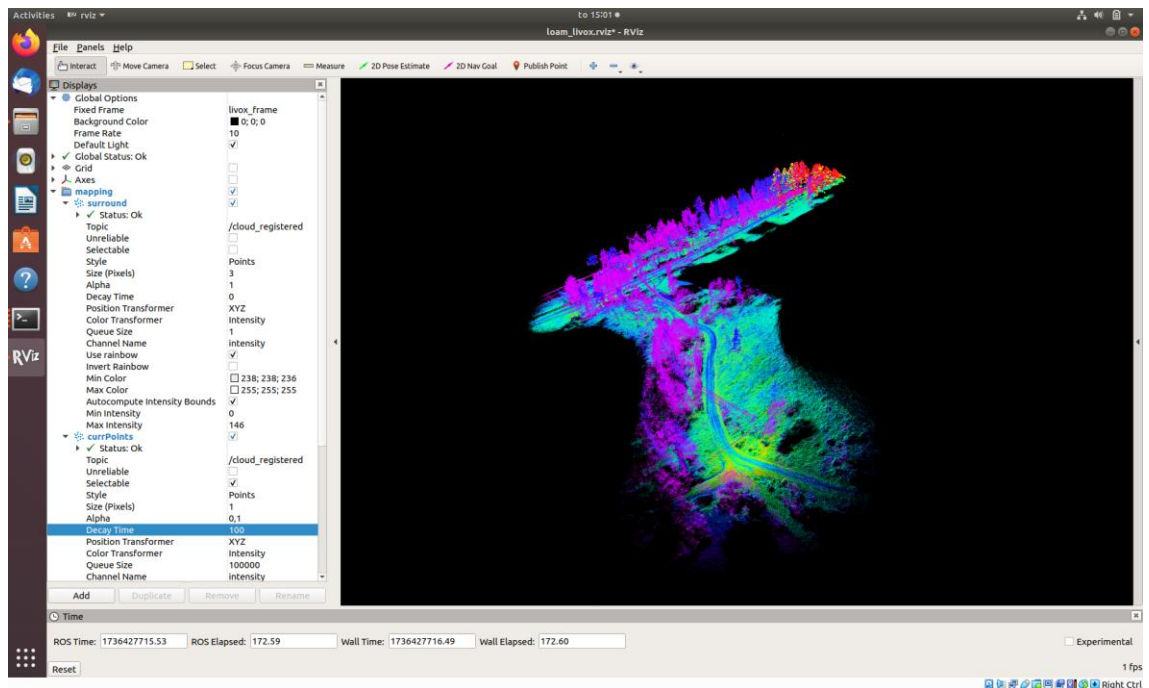 Activities RViz rviz to 15:01
loam_livox.rviz* - RViz
File Panels Help
Interact Move Camera Select Focus Camera Measure 2D Pose Estimate 2D Nav Goal Publish Point
Displays
Global Options
Fixed Frame livox_frame
Background Color 0; 0; 0
Frame Rate 10
Default Light
Global Status: Ok
Grid
Axes
mapping
surround
Status: Ok
Topic /cloud_registered
Unreliable
Selectable
Style Points
Size (Pixels) 3
Alpha 1
Decay Time 0
Position Transformer XYZ
Color Transformer Intensity
Queue Size 1
Channel Name intensity
Use rainbow
Invert Rainbow
Min Color 238; 238; 236
Max Color 255; 255; 255
Autocompute Intensity Bounds
Min Intensity 0
Max Intensity 146
currPoints
Status: Ok
Topic /cloud_registered
Unreliable
Selectable
Style Points
Size (Pixels) 1
Alpha 0,1
Decay Time 100
Position Transformer XYZ
Color Transformer Intensity
Queue Size 100000
Channel Name intensity
Add Duplicate Remove Rename
RViz
Time
ROS Time: 1736427715.53 ROS Elapsed: 172.59 Wall Time: 1736427716.49 Wall Elapsed: 172.60 Experimental
Reset 1 fps
Right Ctrl